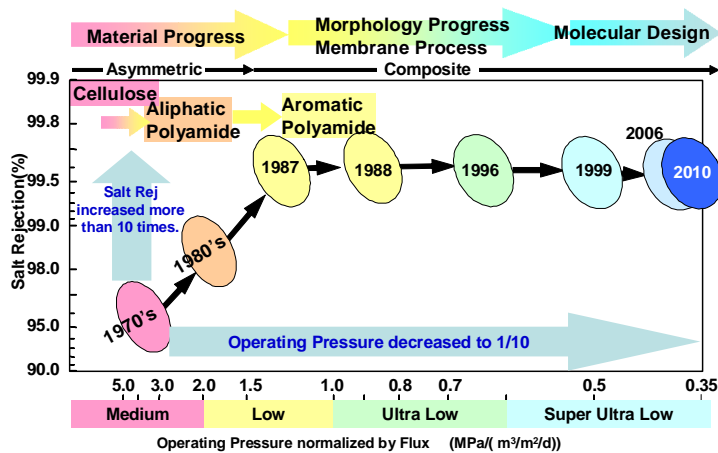 Material Progress
Morphology Progress
Membrane Process
Molecular Design
Asymmetric
Composite
99.9
99.8
99.5
99.0
98.0
95.0
90.0
Salt Rejection(%)
Cellulose
Aliphatic
Polyamide
Aromatic
Polyamide
Salt Rej
increased more
than 10 times.
1970's
1980's
1987
1988
1996
1999
2006
2010
Operating Pressure decreased to 1/10
5.0 3.0 2.0 1.5 1.0 0.8 0.7 0.5 0.35
Medium
Low
Ultra Low
Super Ultra Low
Operating Pressure normalized by Flux (MPa/( m³/m²/d))